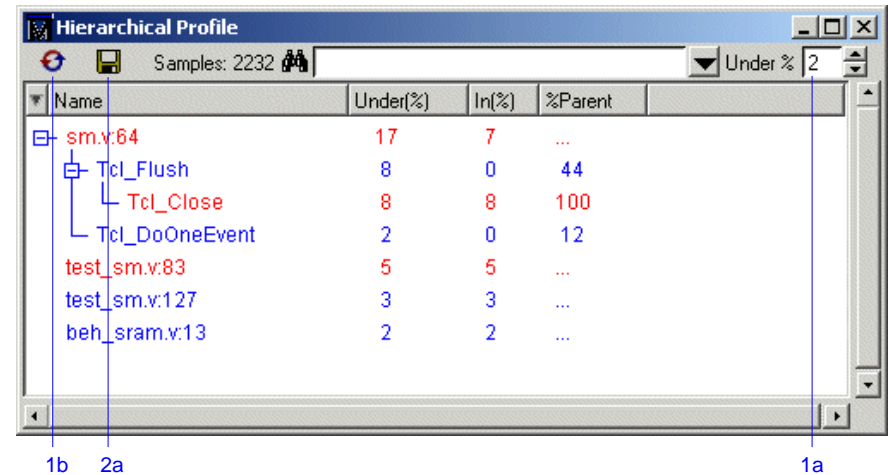 Hierarchical Profile
Samples: 2232 Under % 2
Name Under(%) In(%) %Parent
sm.v:64 17 7 ...
Tcl_Flush 8 0 44
Tcl_Close 8 8 100
Tcl_DoOneEvent 2 0 12
test_sm.v:83 5 5 ...
test_sm.v:127 3 3 ...
beh_sram.v:13 2 2 ...
1b 2a 1a